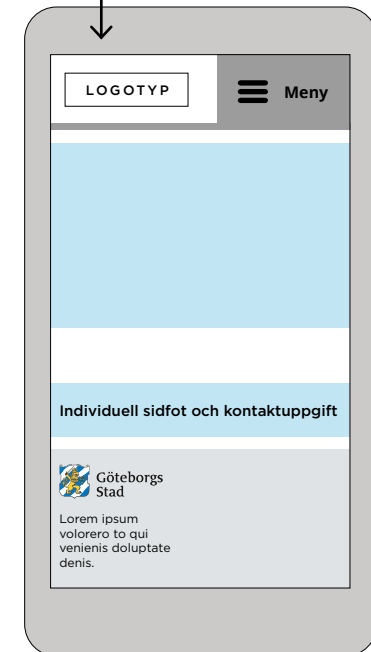 LOGOTYP
Meny
Individuell sidfot och kontaktuppgift
Göteborgs
Stad
Lorem ipsum
volorero to qui
venienis doluptate
denis.